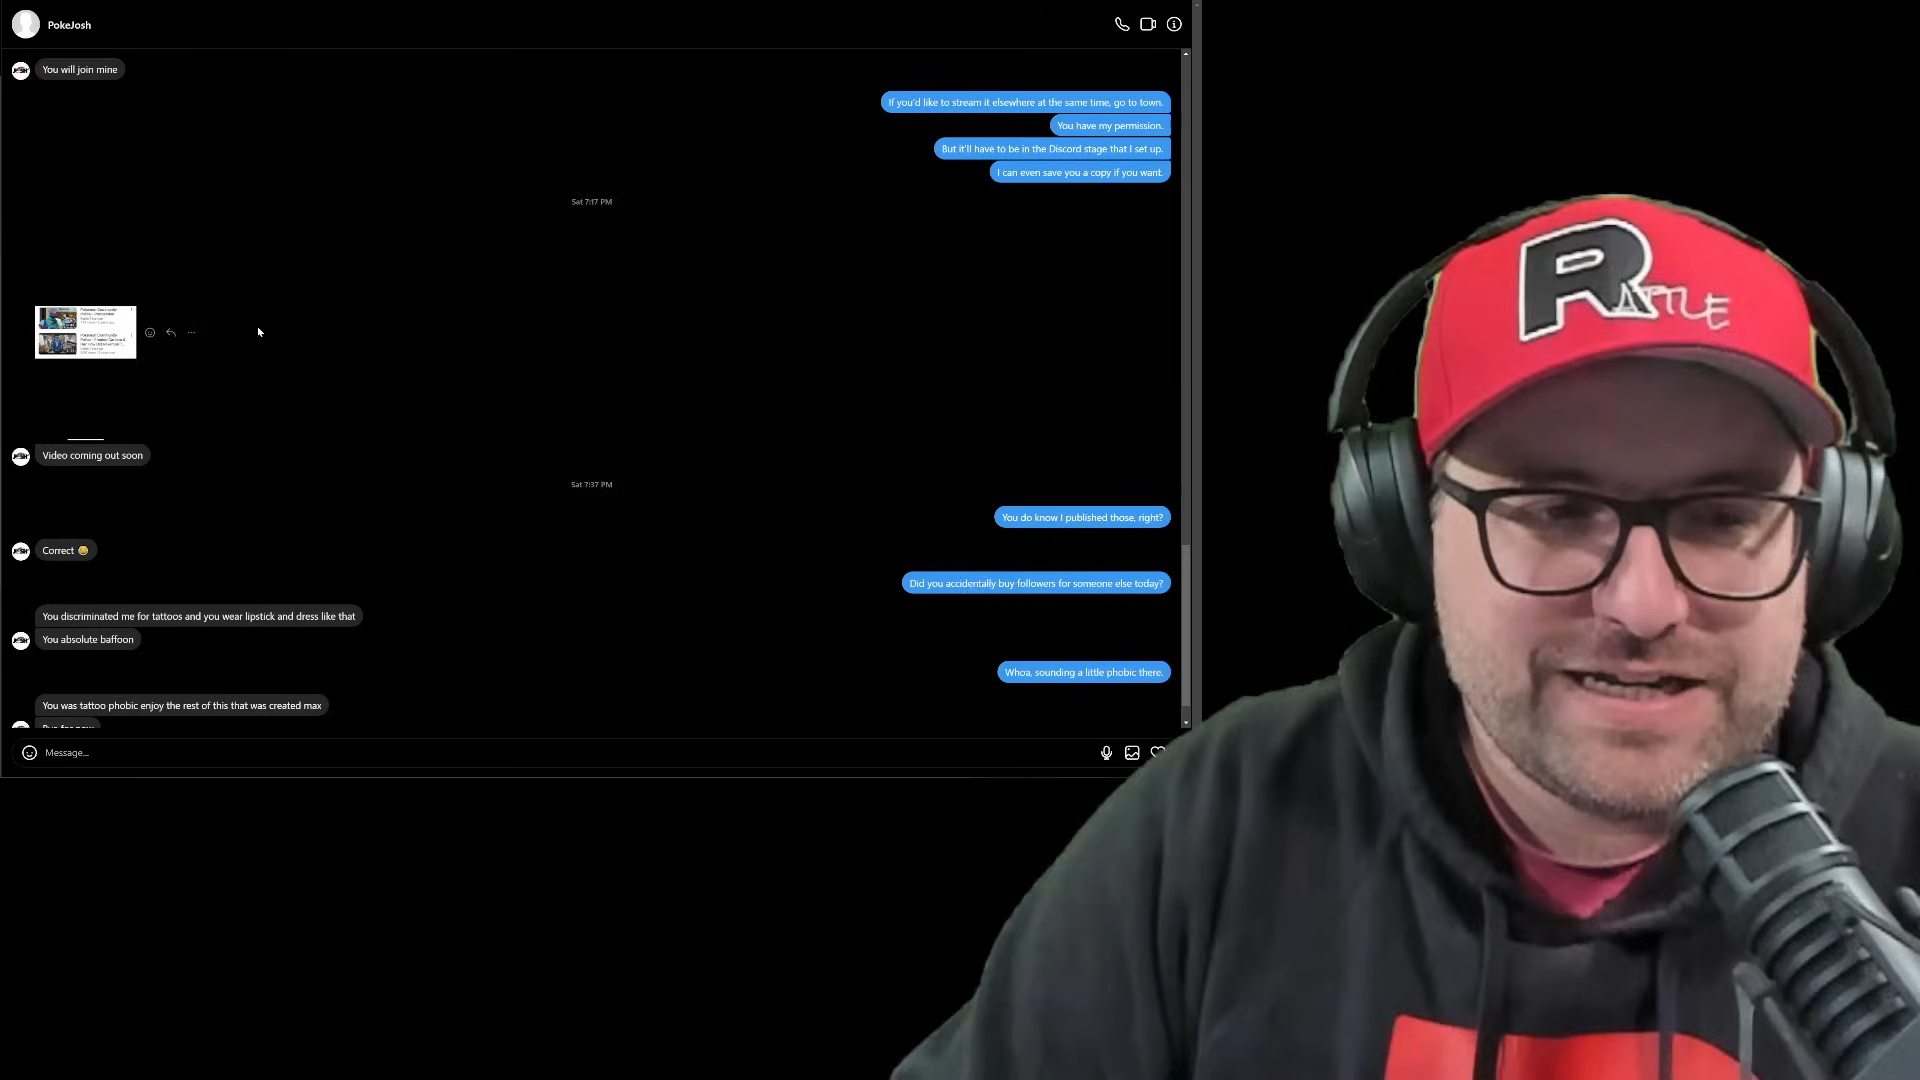 PokeJosh
You will join mine
If you'd like to stream it elsewhere at the same time, go to town.
You have my permission.
But it'll have to be in the Discord stage that I set up.
I can even save you a copy if you want.
Sat 7:17 PM
Pokemon Community
Pokemon Community
Video coming out soon
Sat 7:37 PM
You do know I published those, right?
Correct 😂
Did you accidentally buy followers for someone else today?
You discriminated me for tattoos and you wear lipstick and dress like that
You absolute baffoon
Whoa, sounding a little phobic there.
You was tattoo phobic enjoy the rest of this that was created max
Message...
RATTLE